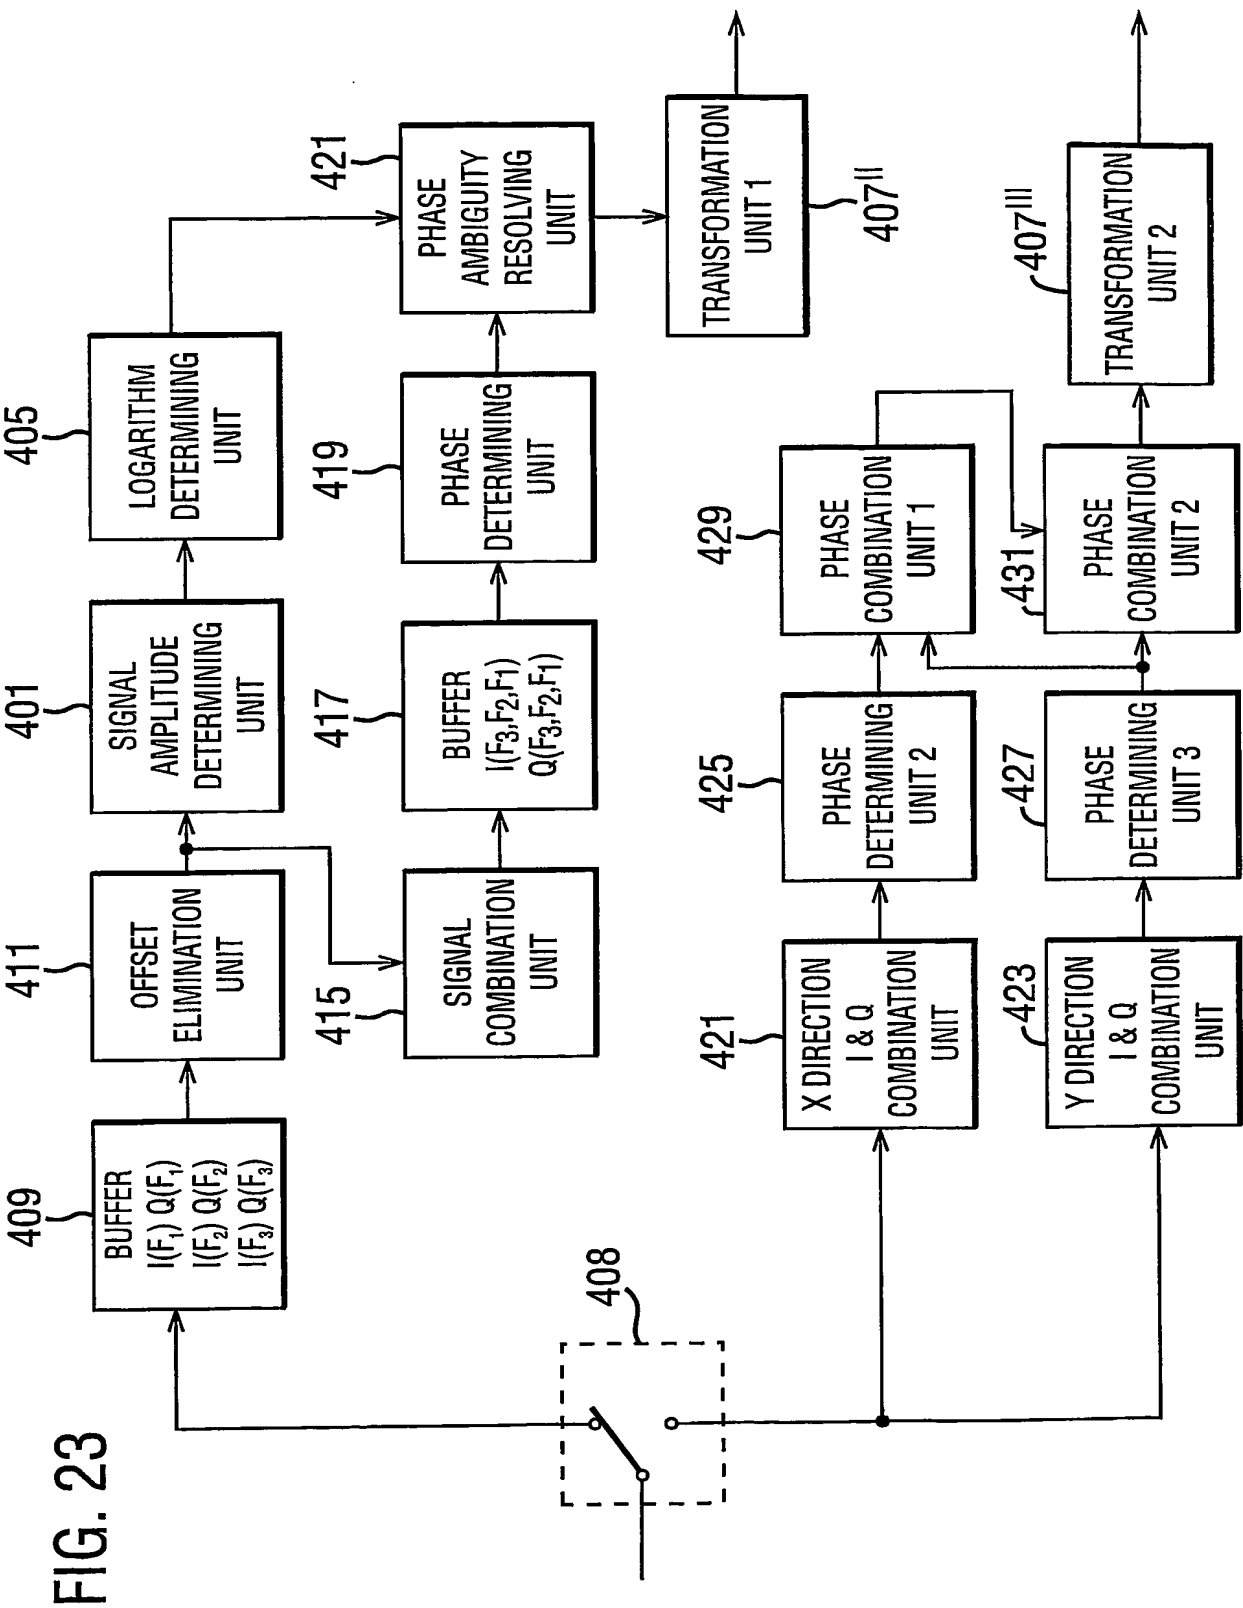 FIG. 23
408
409
BUFFER
I(F₁) Q(F₁)
I(F₂) Q(F₂)
I(F₃) Q(F₃)
411
OFFSET
ELIMINATION
UNIT
401
SIGNAL
AMPLITUDE
DETERMINING
UNIT
405
LOGARITHM
DETERMINING
UNIT
415
SIGNAL
COMBINATION
UNIT
417
BUFFER
I(F₃,F₂,F₁)
Q(F₃,F₂,F₁)
419
PHASE
DETERMINING
UNIT
421
PHASE
AMBIGUITY
RESOLVING
UNIT
TRANSFORMATION
UNIT 1
407II
421
X DIRECTION
I & Q
COMBINATION
UNIT
425
PHASE
DETERMINING
UNIT 2
429
PHASE
COMBINATION
UNIT 1
423
Y DIRECTION
I & Q
COMBINATION
UNIT
427
PHASE
DETERMINING
UNIT 3
431
PHASE
COMBINATION
UNIT 2
407III
TRANSFORMATION
UNIT 2